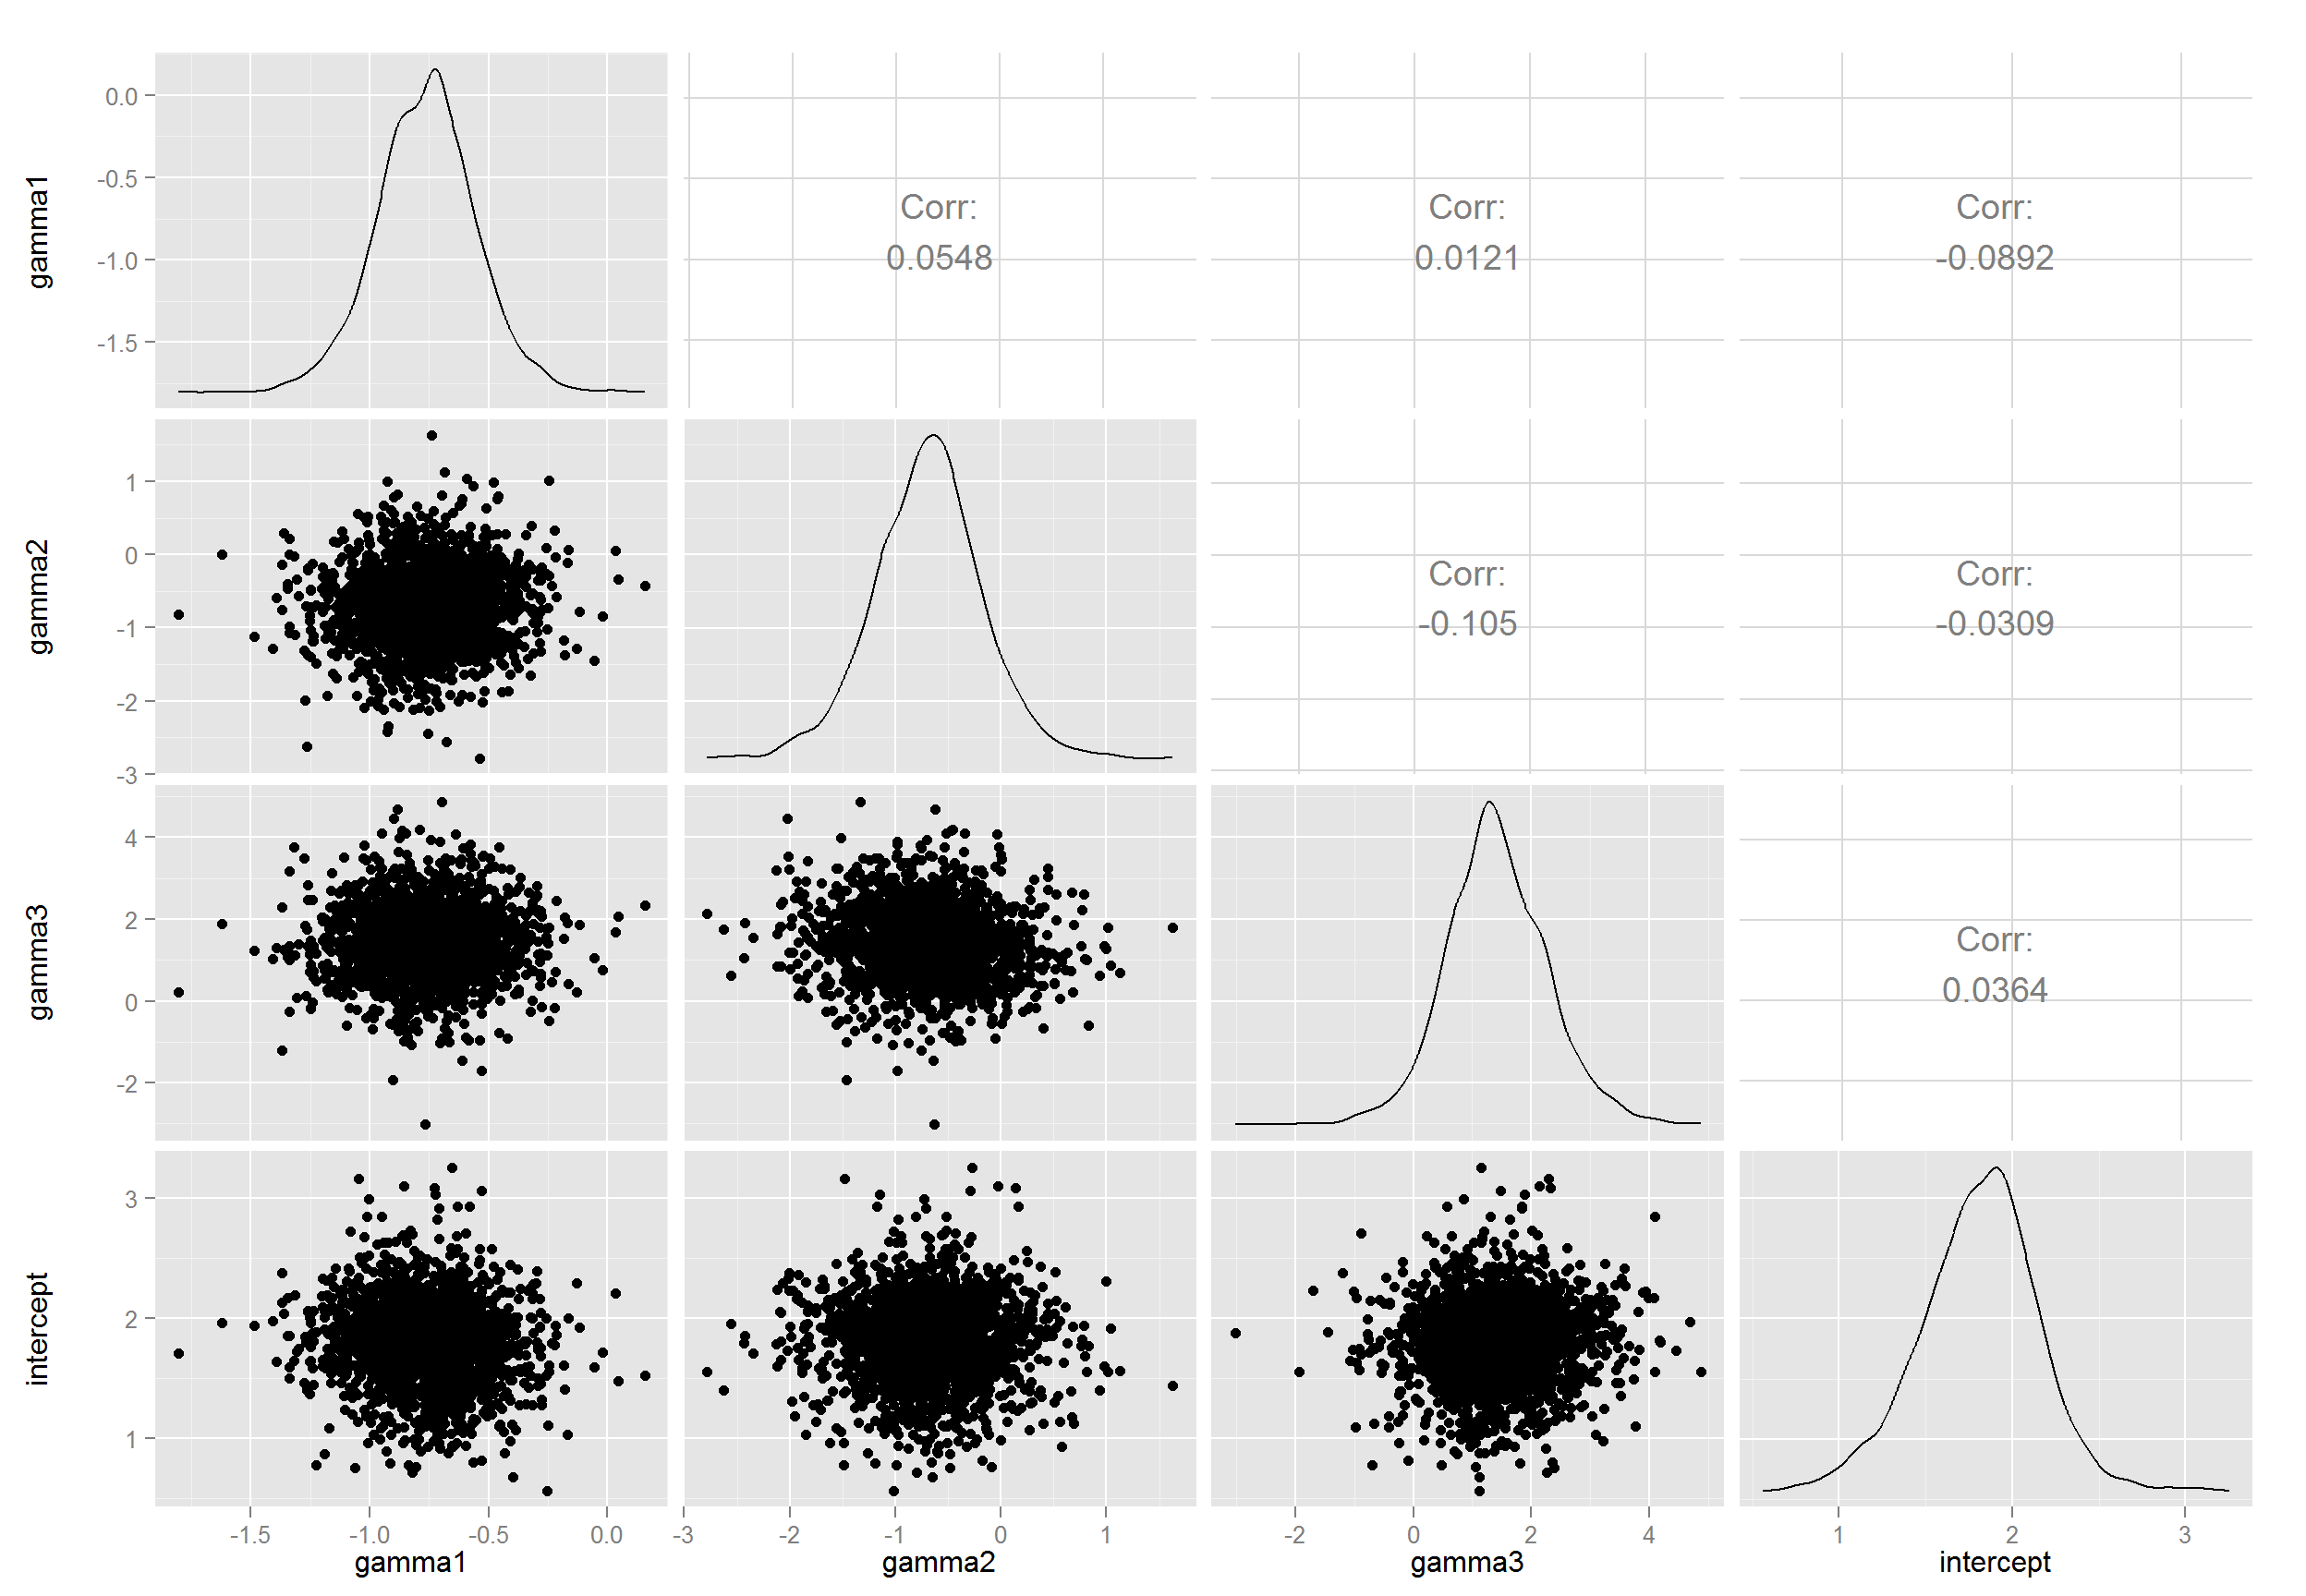 gamma1
0.0
-0.5
-1.0
-1.5
Corr:
0.0548
Corr:
0.0121
Corr:
-0.0892
gamma2
1
0
-1
-2
-3
Corr:
-0.105
Corr:
-0.0309
gamma3
4
2
0
-2
Corr:
0.0364
intercept
3
2
1
-1.5 -1.0 -0.5 0.0
-3 -2 -1 0 1
-2 0 2 4
1 2 3
gamma1 gamma2 gamma3 intercept